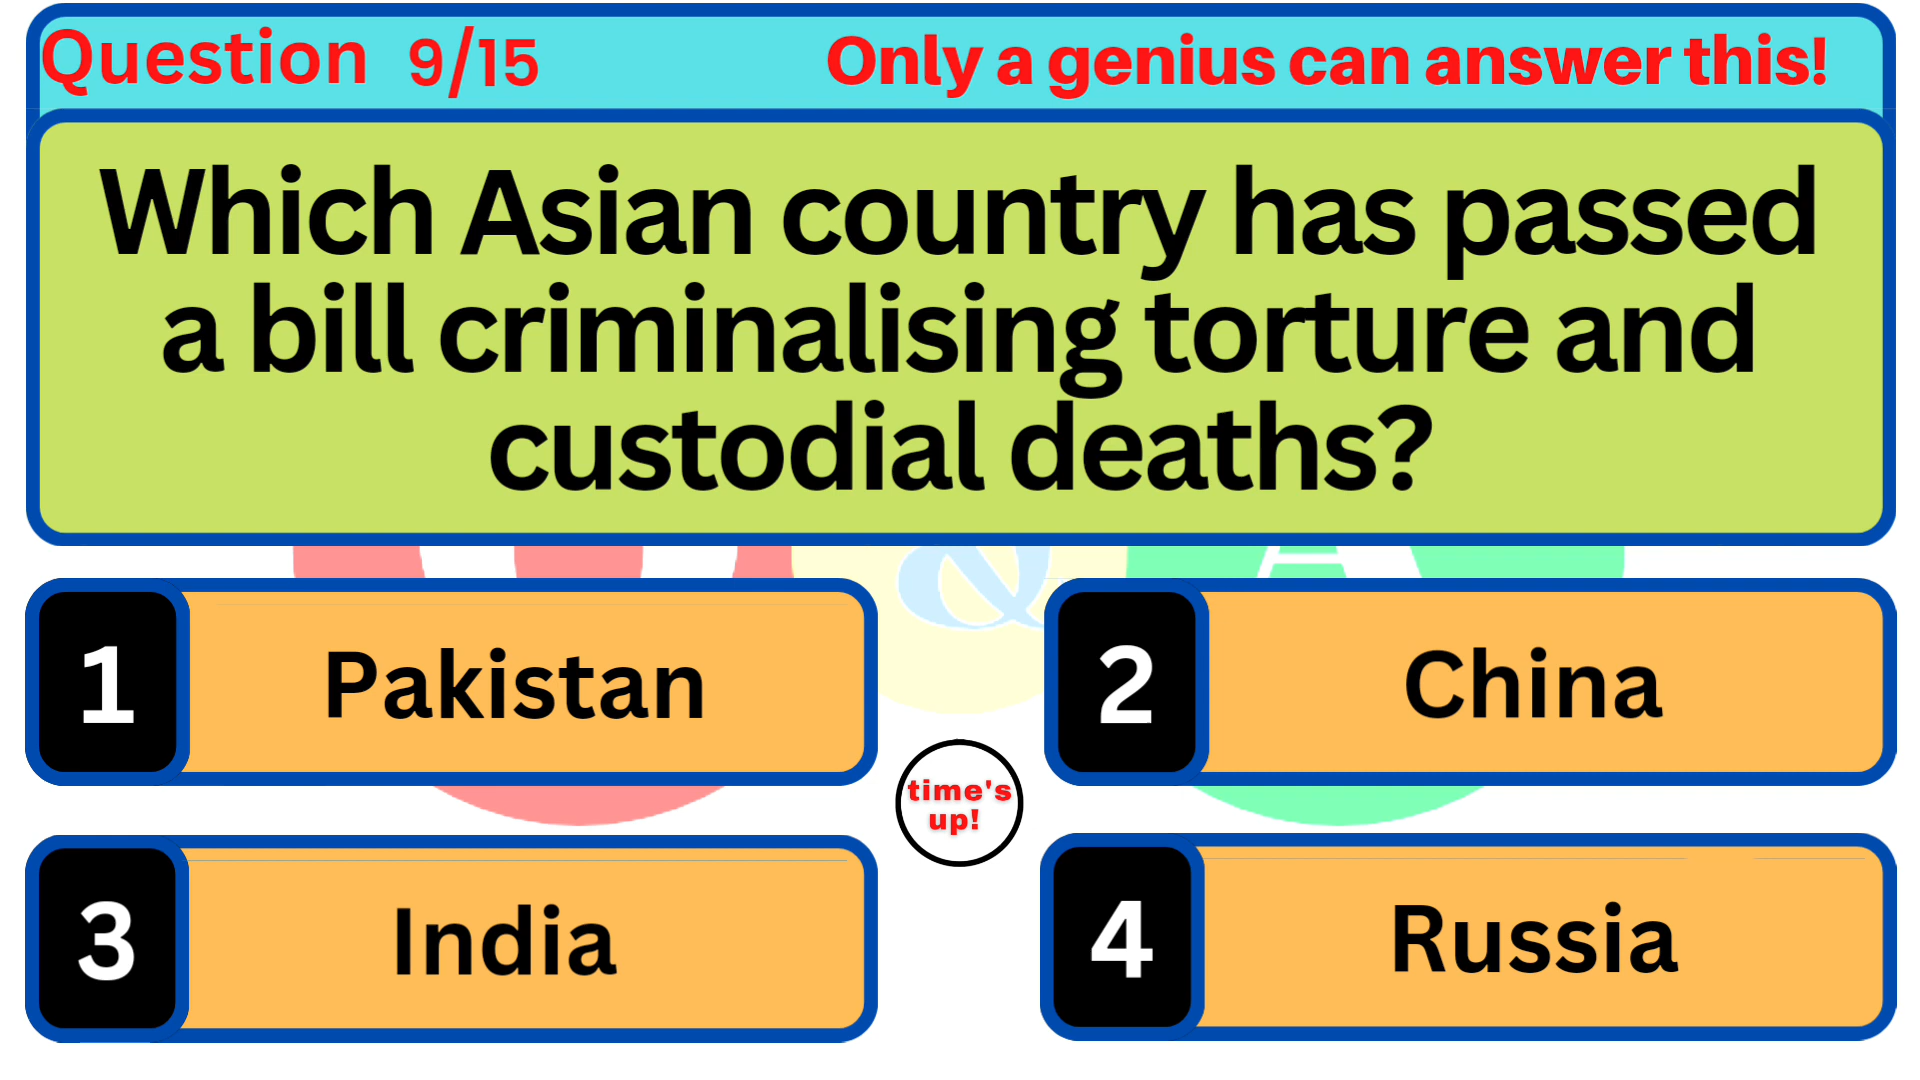 Question 9/15 Only a genius can answer this!
Which Asian country has passed
a bill criminalising torture and
custodial deaths?
&
1 Pakistan
2 China
time's
up!
3 India
4 Russia